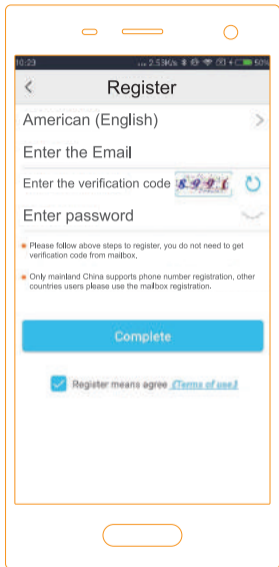 10:23 ... 2.53K/s 50%
Register
American (English)
Enter the Email
Enter the verification code
Enter password
Please follow above steps to register, you do not need to get
verification code from mailbox,
Only mainland China supports phone number registration, other
countries users please use the mailbox registration.
Complete
Register means agree 《Terms of use》